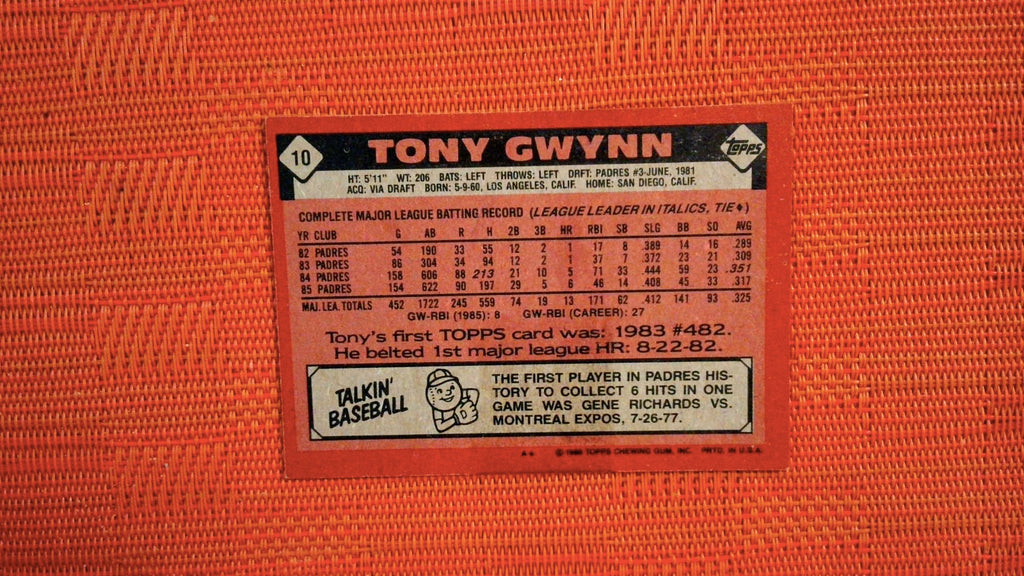 10 TONY GWYNN topps
HT: 5'11" WT: 206 BATS: LEFT THROWS: LEFT DRFT: PADRES #3-JUNE, 1981
ACQ: VIA DRAFT BORN: 5-9-60, LOS ANGELES, CALIF. HOME: SAN DIEGO, CALIF.
COMPLETE MAJOR LEAGUE BATTING RECORD (LEAGUE LEADER IN ITALICS, TIE♦)
YR CLUB G AB R H 2B 3B HR RBI SB SLG BB SO AVG
82 PADRES 54 190 33 55 12 2 1 17 8 .389 14 16 .289
83 PADRES 86 304 34 94 12 2 1 37 7 .372 23 21 .309
84 PADRES 158 606 88 213 21 10 5 71 33 .444 59 23 .351
85 PADRES 154 622 90 197 29 5 6 46 14 .408 45 33 .317
MAJ.LEA. TOTALS 452 1722 245 559 74 19 13 171 62 .412 141 93 .325
GW-RBI (1985): 8 GW-RBI (CAREER): 27
Tony's first TOPPS card was: 1983 #482.
He belted 1st major league HR: 8-22-82.
TALKIN' BASEBALL
THE FIRST PLAYER IN PADRES HIS-
TORY TO COLLECT 6 HITS IN ONE
GAME WAS GENE RICHARDS VS.
MONTREAL EXPOS, 7-26-77.
A★ © 1986 TOPPS CHEWING GUM, INC. PRTD. IN U.S.A.